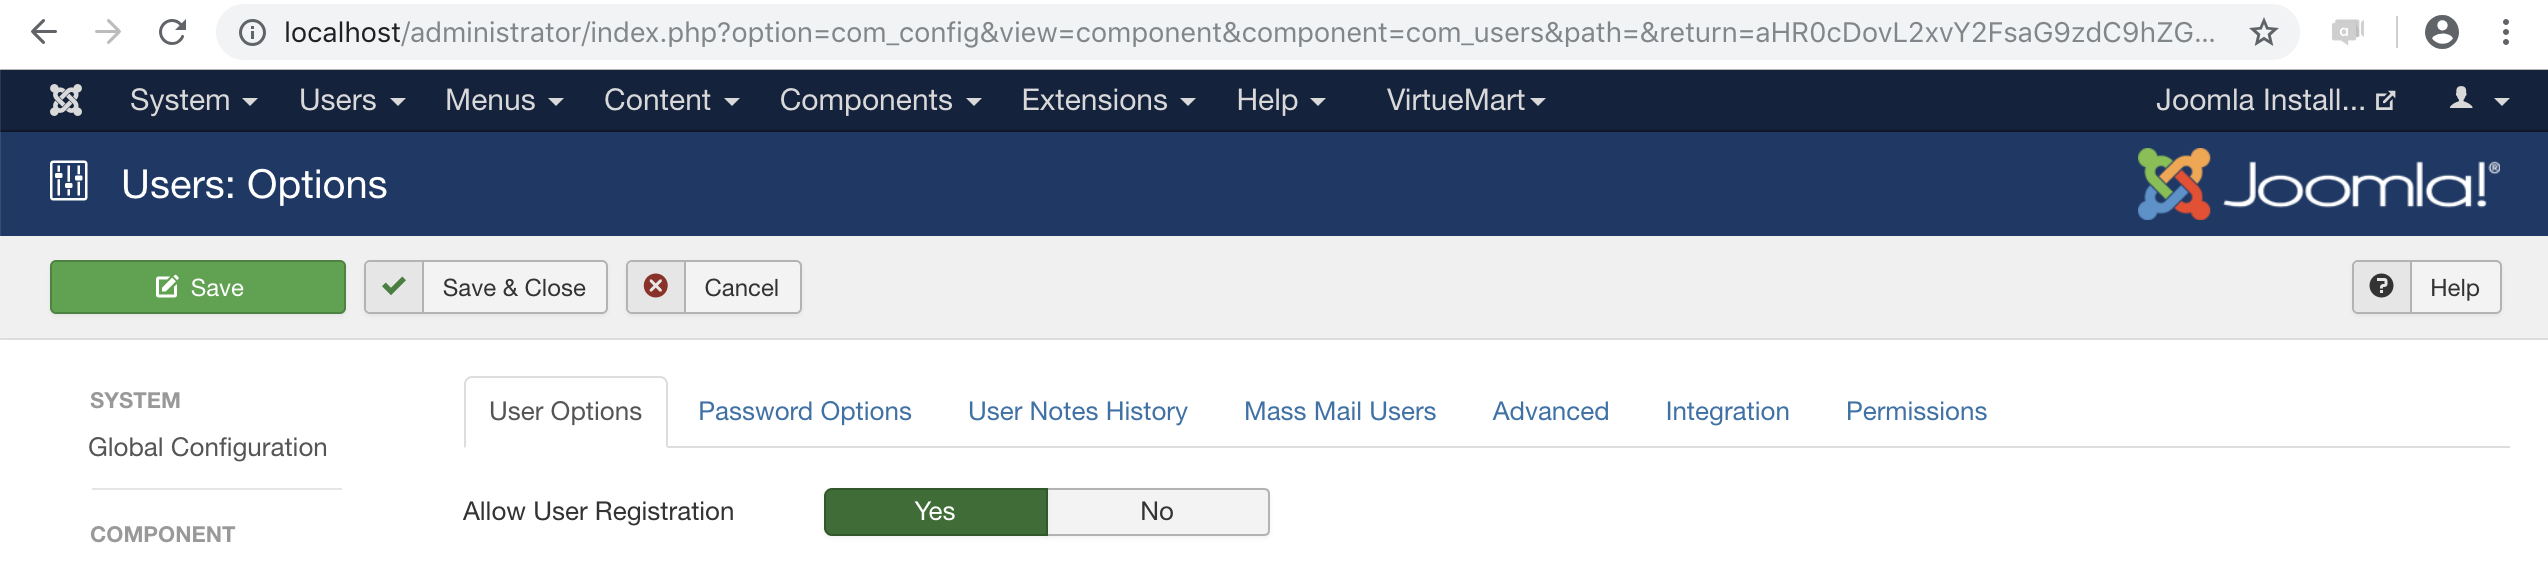 localhost/administrator/index.php?option=com_config&view=component&component=com_users&path=&return=aHR0cDovL2xvY2FsaG9zdC9hZG...
System Users Menus Content Components Extensions Help VirtueMart Joomla Install...
Users: Options Joomla!®
Save Save & Close Cancel Help
SYSTEM
User Options Password Options User Notes History Mass Mail Users Advanced Integration Permissions
Global Configuration
Allow User Registration Yes No
COMPONENT